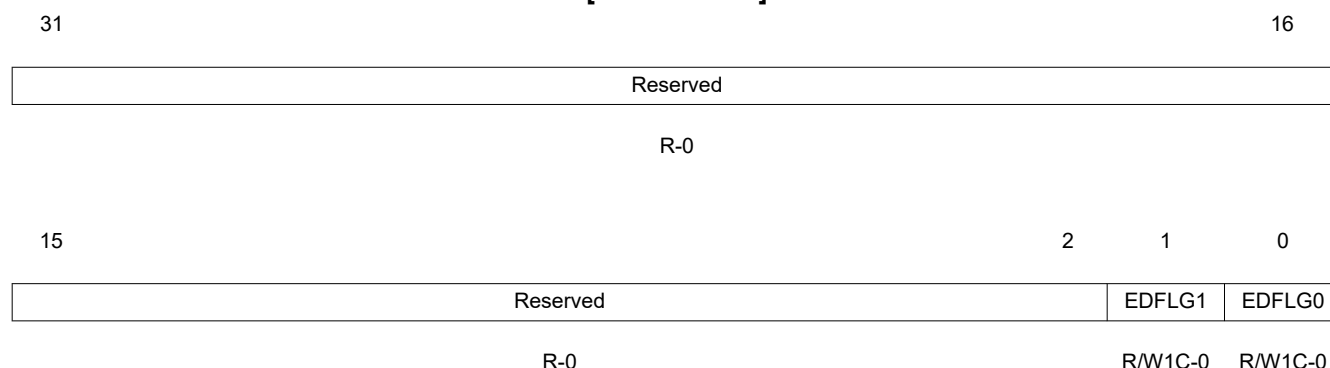 31 16
Reserved
R-0
15 2 1 0
Reserved EDFLG1 EDFLG0
R-0 R/W1C-0 R/W1C-0